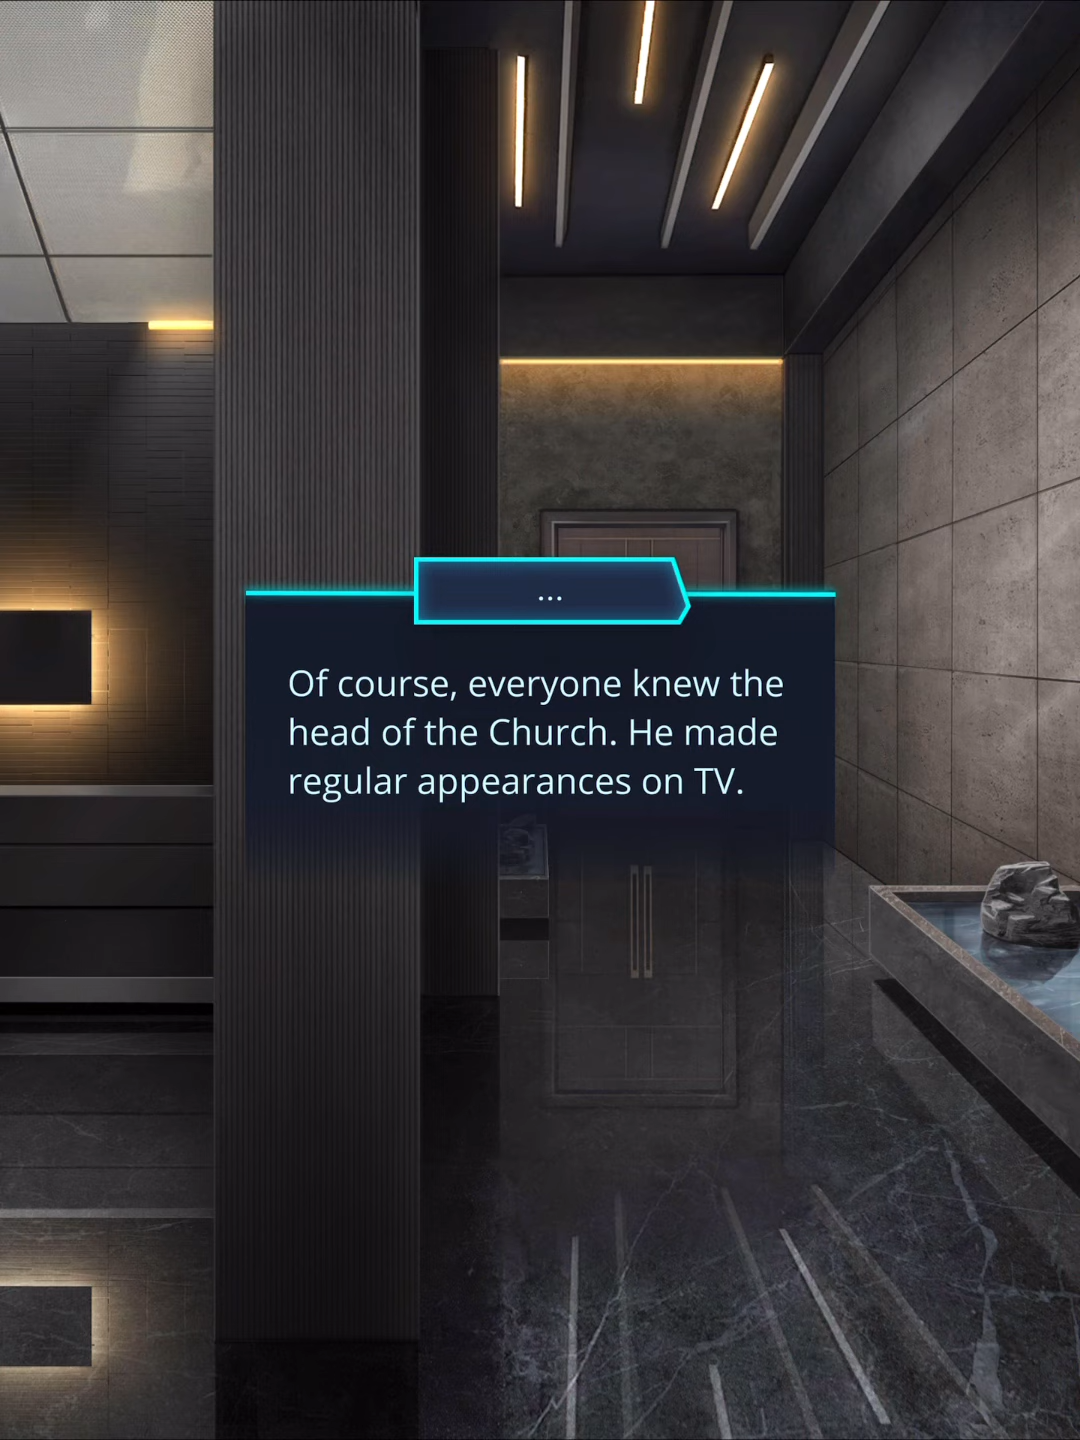 ...
Of course, everyone knew the
head of the Church. He made
regular appearances on TV.